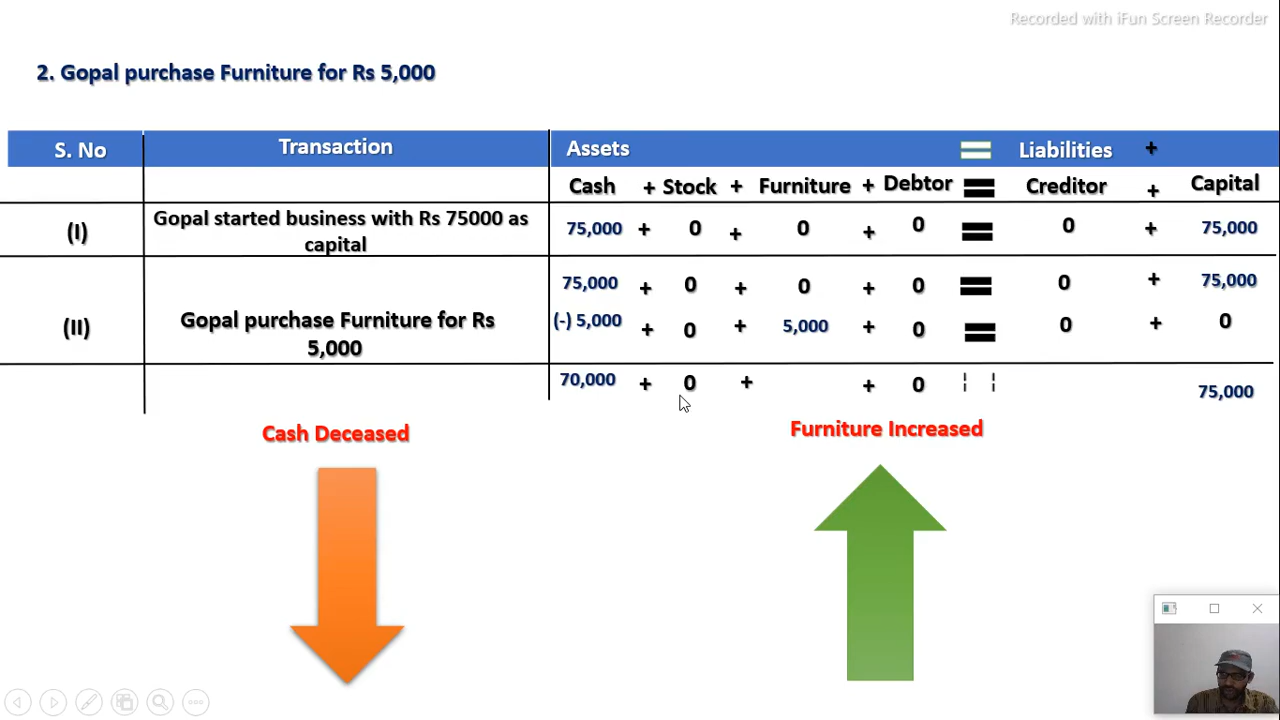 Recorded with iFun Screen Recorder
2. Gopal purchase Furniture for Rs 5,000
S. No Transaction Assets = Liabilities +
Cash + Stock + Furniture + Debtor = Creditor + Capital
(I) Gopal started business with Rs 75000 as capital 75,000 + 0 + 0 + 0 = 0 + 75,000
75,000 + 0 + 0 + 0 = 0 + 75,000
(II) Gopal purchase Furniture for Rs 5,000 (-) 5,000 + 0 + 5,000 + 0 = 0 + 0
70,000 + 0 + + 0 75,000
Cash Deceased Furniture Increased